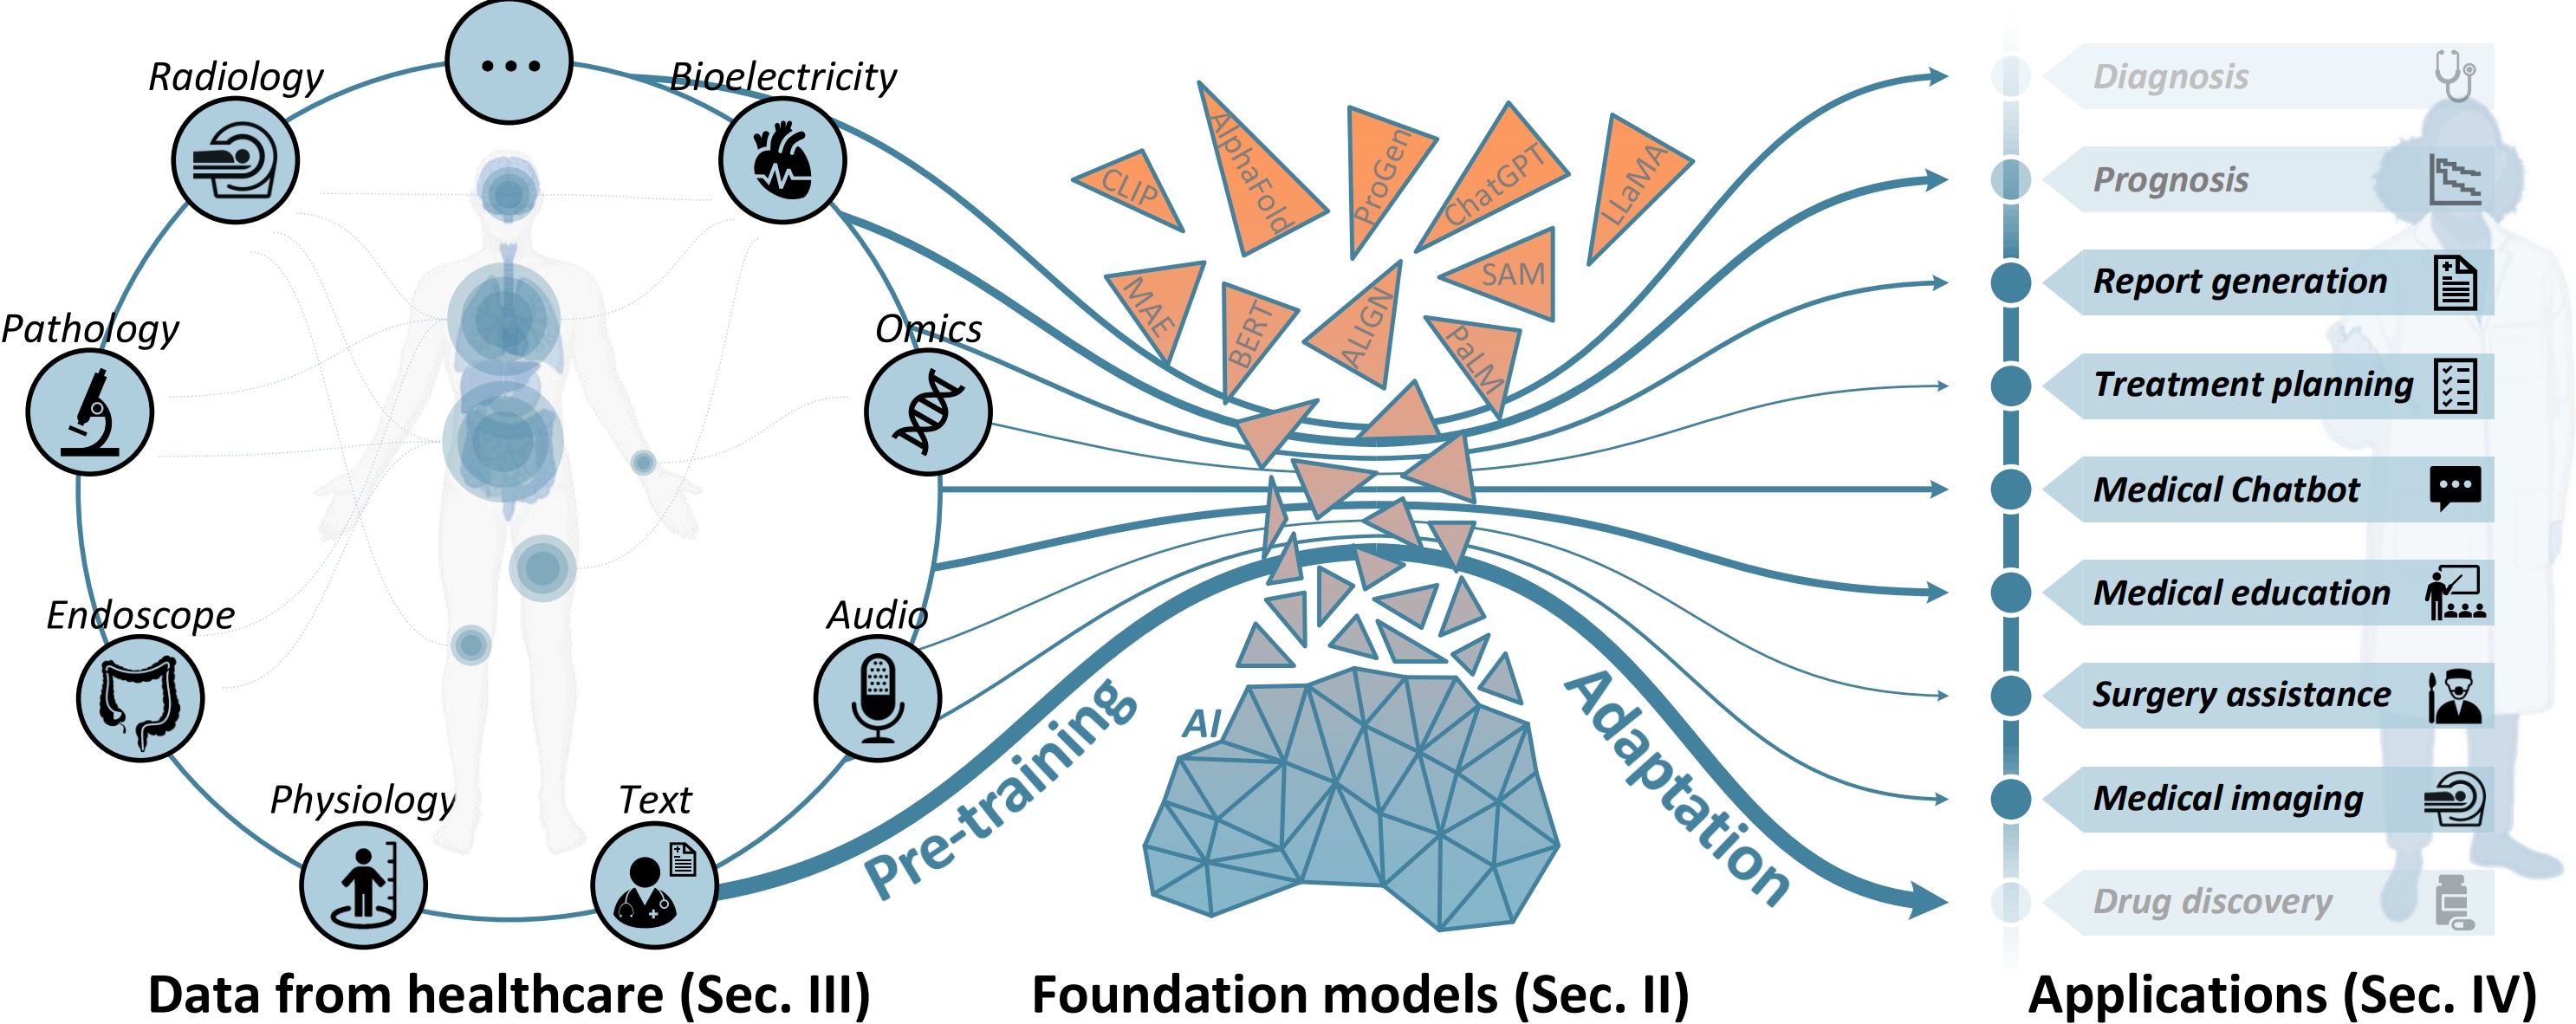 ...
Radiology
Bioelectricity
Pathology
Omics
Endoscope
Audio
Physiology
Text
Data from healthcare (Sec. III)
CLIP
AlphaFold
ProGen
ChatGPT
LLaMA
MAE
BERT
ALIGN
SAM
PaLM
AI
Pre-training
Adaptation
Foundation models (Sec. II)
Diagnosis
Prognosis
Report generation
Treatment planning
Medical Chatbot
Medical education
Surgery assistance
Medical imaging
Drug discovery
Applications (Sec. IV)